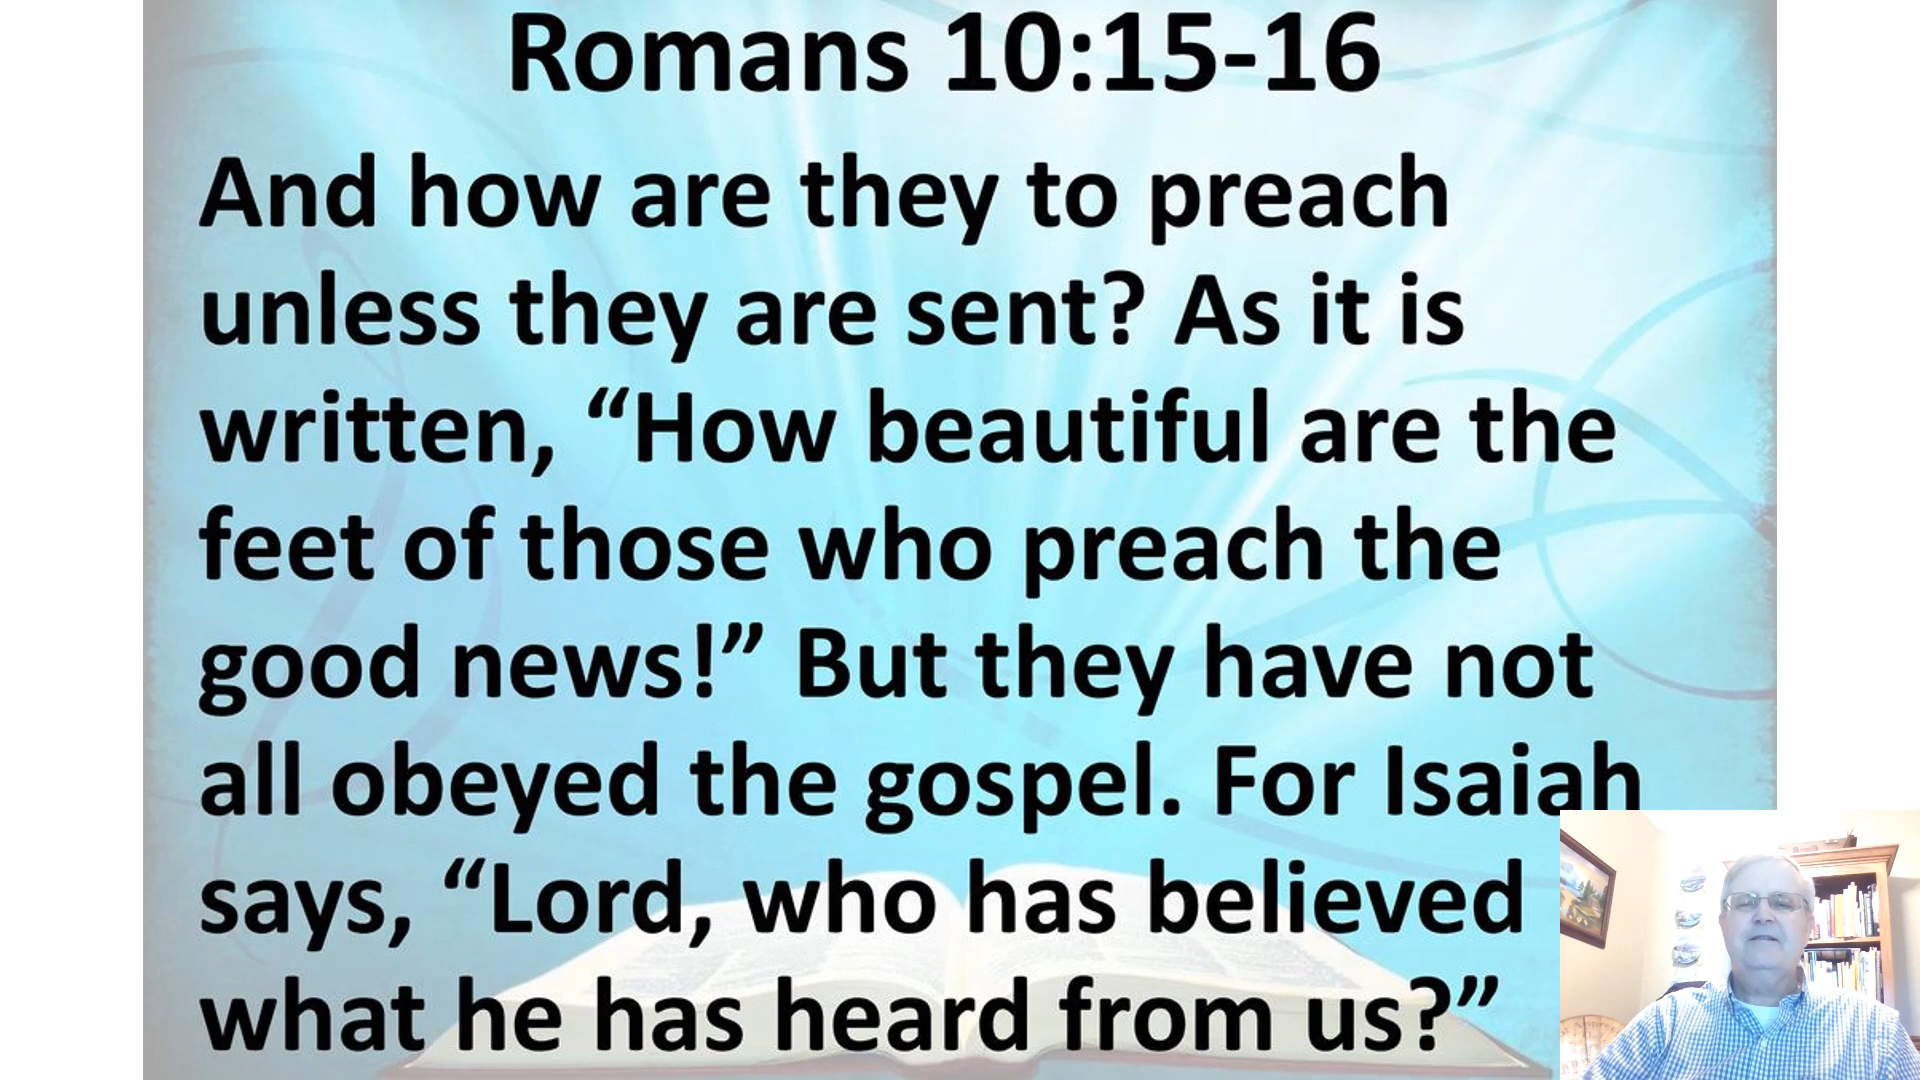 Romans 10:15-16
And how are they to preach
unless they are sent? As it is
written, “How beautiful are the
feet of those who preach the
good news!” But they have not
all obeyed the gospel. For Isaiah
says, “Lord, who has believed
what he has heard from us?”